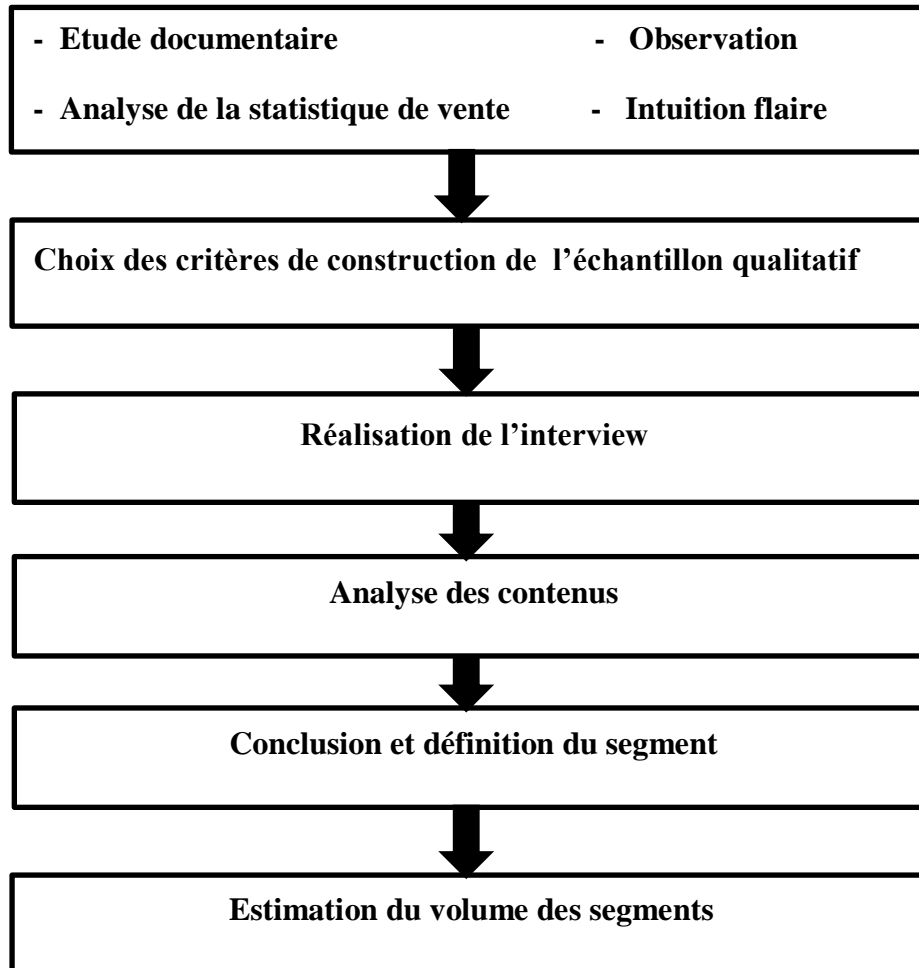 - Etude documentaire - Observation
- Analyse de la statistique de vente - Intuition flaire
Choix des critères de construction de l’échantillon qualitatif
Réalisation de l’interview
Analyse des contenus
Conclusion et définition du segment
Estimation du volume des segments